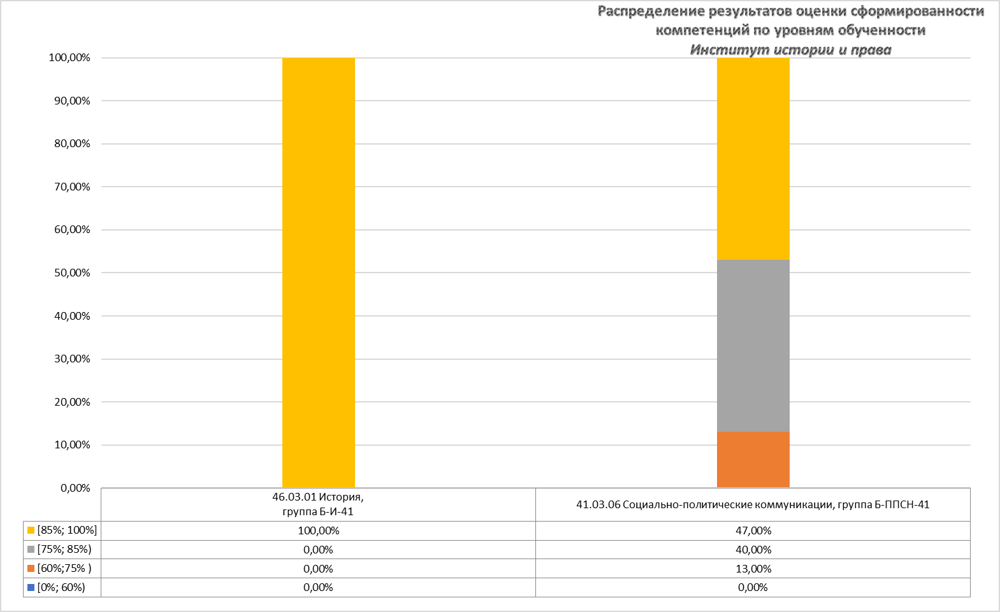 Распределение результатов оценки сформированности
компетенций по уровням обученности
Институт истории и права
100,00%
90,00%
80,00%
70,00%
60,00%
50,00%
40,00%
30,00%
20,00%
10,00%
0,00%
46.03.01 История,
группа Б-И-41
41.03.06 Социально-политические коммуникации, группа Б-ППСН-41
[85%; 100%] 100,00% 47,00%
[75%; 85%) 0,00% 40,00%
[60%;75% ) 0,00% 13,00%
[0%; 60%) 0,00% 0,00%